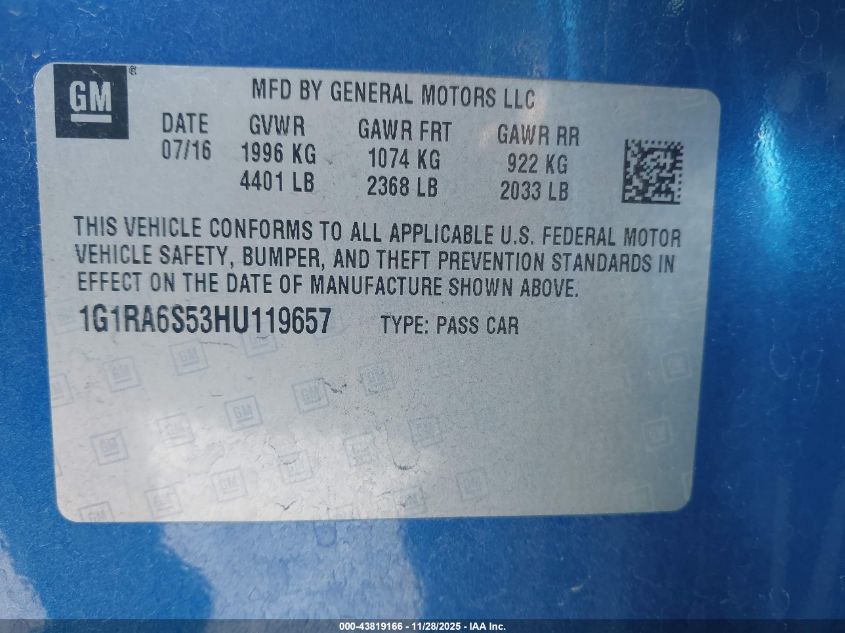 GM ®
MFD BY GENERAL MOTORS LLC
DATE GVWR GAWR FRT GAWR RR
07/16 1996 KG 1074 KG 922 KG
4401 LB 2368 LB 2033 LB
THIS VEHICLE CONFORMS TO ALL APPLICABLE U.S. FEDERAL MOTOR
VEHICLE SAFETY, BUMPER, AND THEFT PREVENTION STANDARDS IN
EFFECT ON THE DATE OF MANUFACTURE SHOWN ABOVE.
1G1RA6S53HU119657 TYPE: PASS CAR
000-43819166 - 11/28/2025 - IAA Inc.